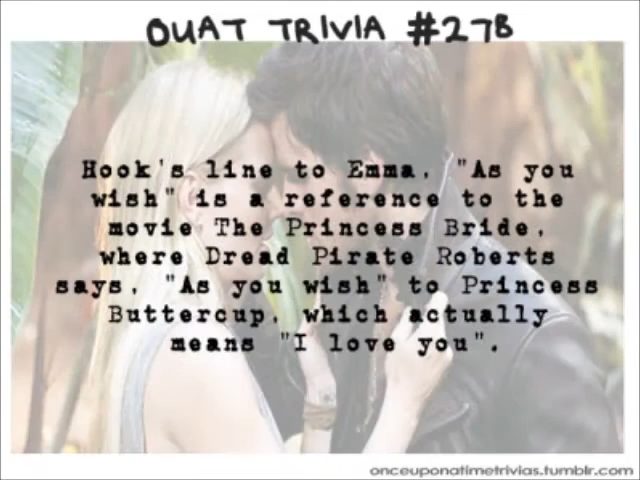 OUAT TRIVIA #27B
Hook's line to Emma, "As you
wish" is a reference to the
movie The Princess Bride,
where Dread Pirate Roberts
says, "As you wish" to Princess
Buttercup, which actually
means "I love you".
onceuponatimetrivias.tumblr.com